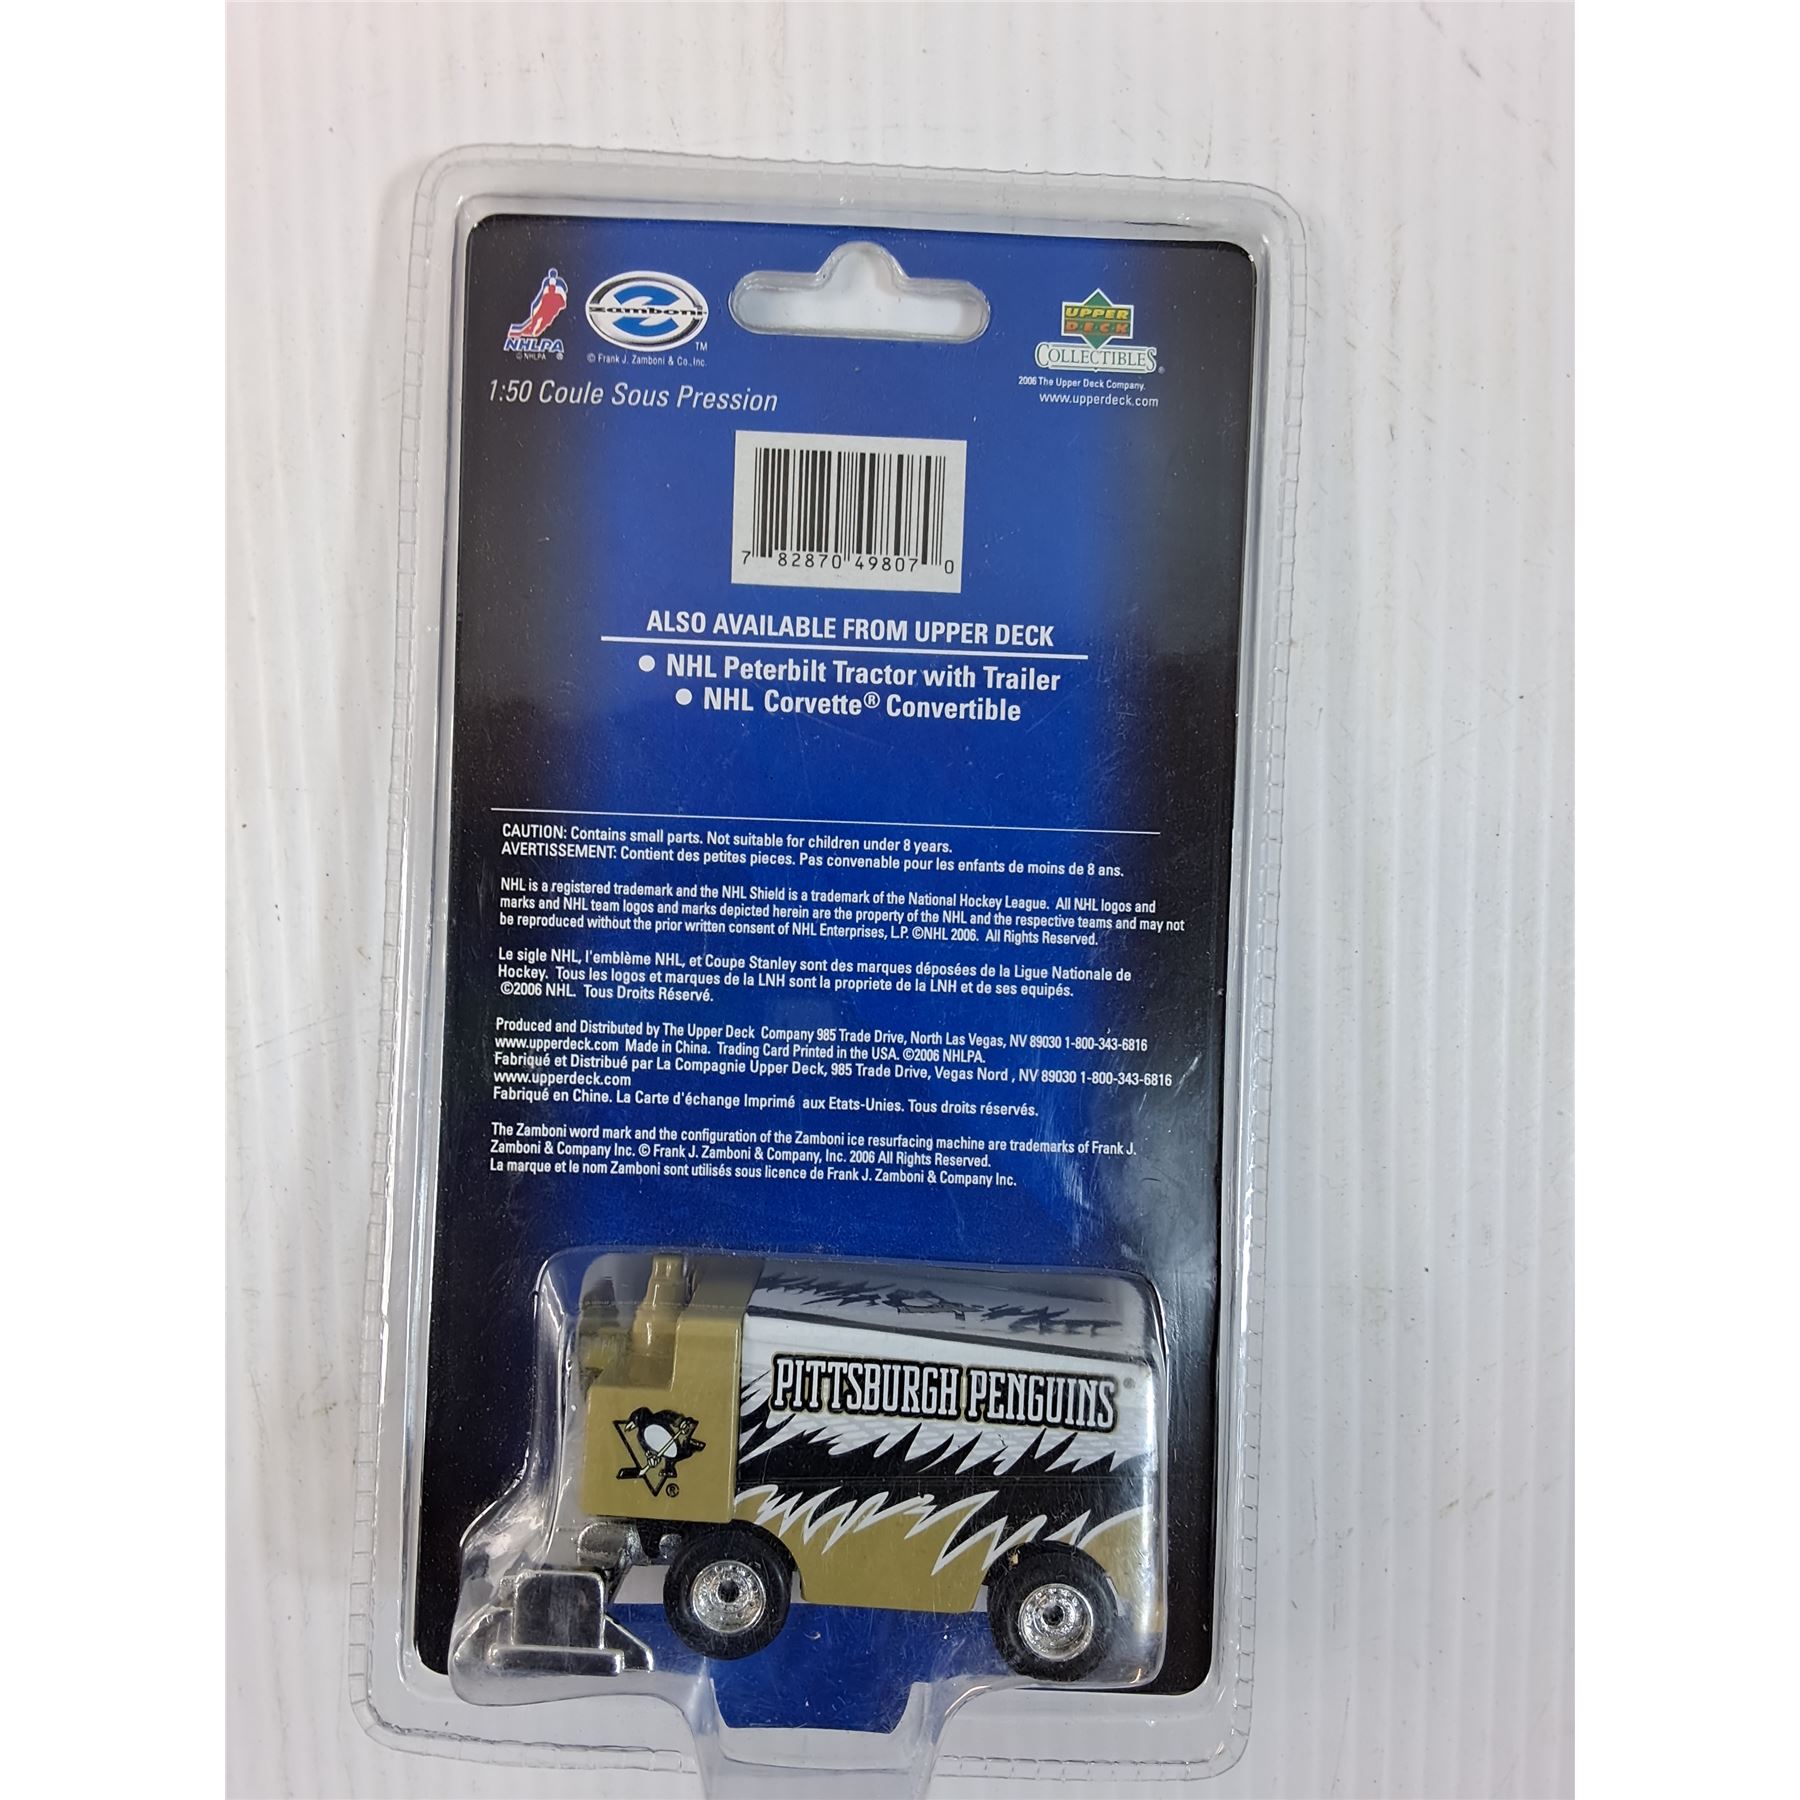 NHLPA
© NHLPA ®
Zamboni
TM
© Frank J. Zamboni & Co., Inc.
1:50 Coule Sous Pression
UPPER
DECK
COLLECTIBLES®
2006 The Upper Deck Company.
www.upperdeck.com
7 82870 49807 0
ALSO AVAILABLE FROM UPPER DECK
• NHL Peterbilt Tractor with Trailer
• NHL Corvette® Convertible
CAUTION: Contains small parts. Not suitable for children under 8 years.
AVERTISSEMENT: Contient des petites pieces. Pas convenable pour les enfants de moins de 8 ans.
NHL is a registered trademark and the NHL Shield is a trademark of the National Hockey League. All NHL logos and
marks and NHL team logos and marks depicted herein are the property of the NHL and the respective teams and may not
be reproduced without the prior written consent of NHL Enterprises, L.P. ©NHL 2006. All Rights Reserved.
Le sigle NHL, l'emblème NHL, et Coupe Stanley sont des marques déposées de la Ligue Nationale de
Hockey. Tous les logos et marques de la LNH sont la propriete de la LNH et de ses equipés.
©2006 NHL. Tous Droits Réservé.
Produced and Distributed by The Upper Deck Company 985 Trade Drive, North Las Vegas, NV 89030 1-800-343-6816
www.upperdeck.com Made in China. Trading Card Printed in the USA. ©2006 NHLPA.
Fabriqué et Distribué par La Compagnie Upper Deck, 985 Trade Drive, Vegas Nord , NV 89030 1-800-343-6816
www.upperdeck.com
Fabriqué en Chine. La Carte d'échange Imprimé aux Etats-Unies. Tous droits réservés.
The Zamboni word mark and the configuration of the Zamboni ice resurfacing machine are trademarks of Frank J.
Zamboni & Company Inc. © Frank J. Zamboni & Company, Inc. 2006 All Rights Reserved.
La marque et le nom Zamboni sont utilisés sous licence de Frank J. Zamboni & Company Inc.
PITTSBURGH PENGUINS®
®